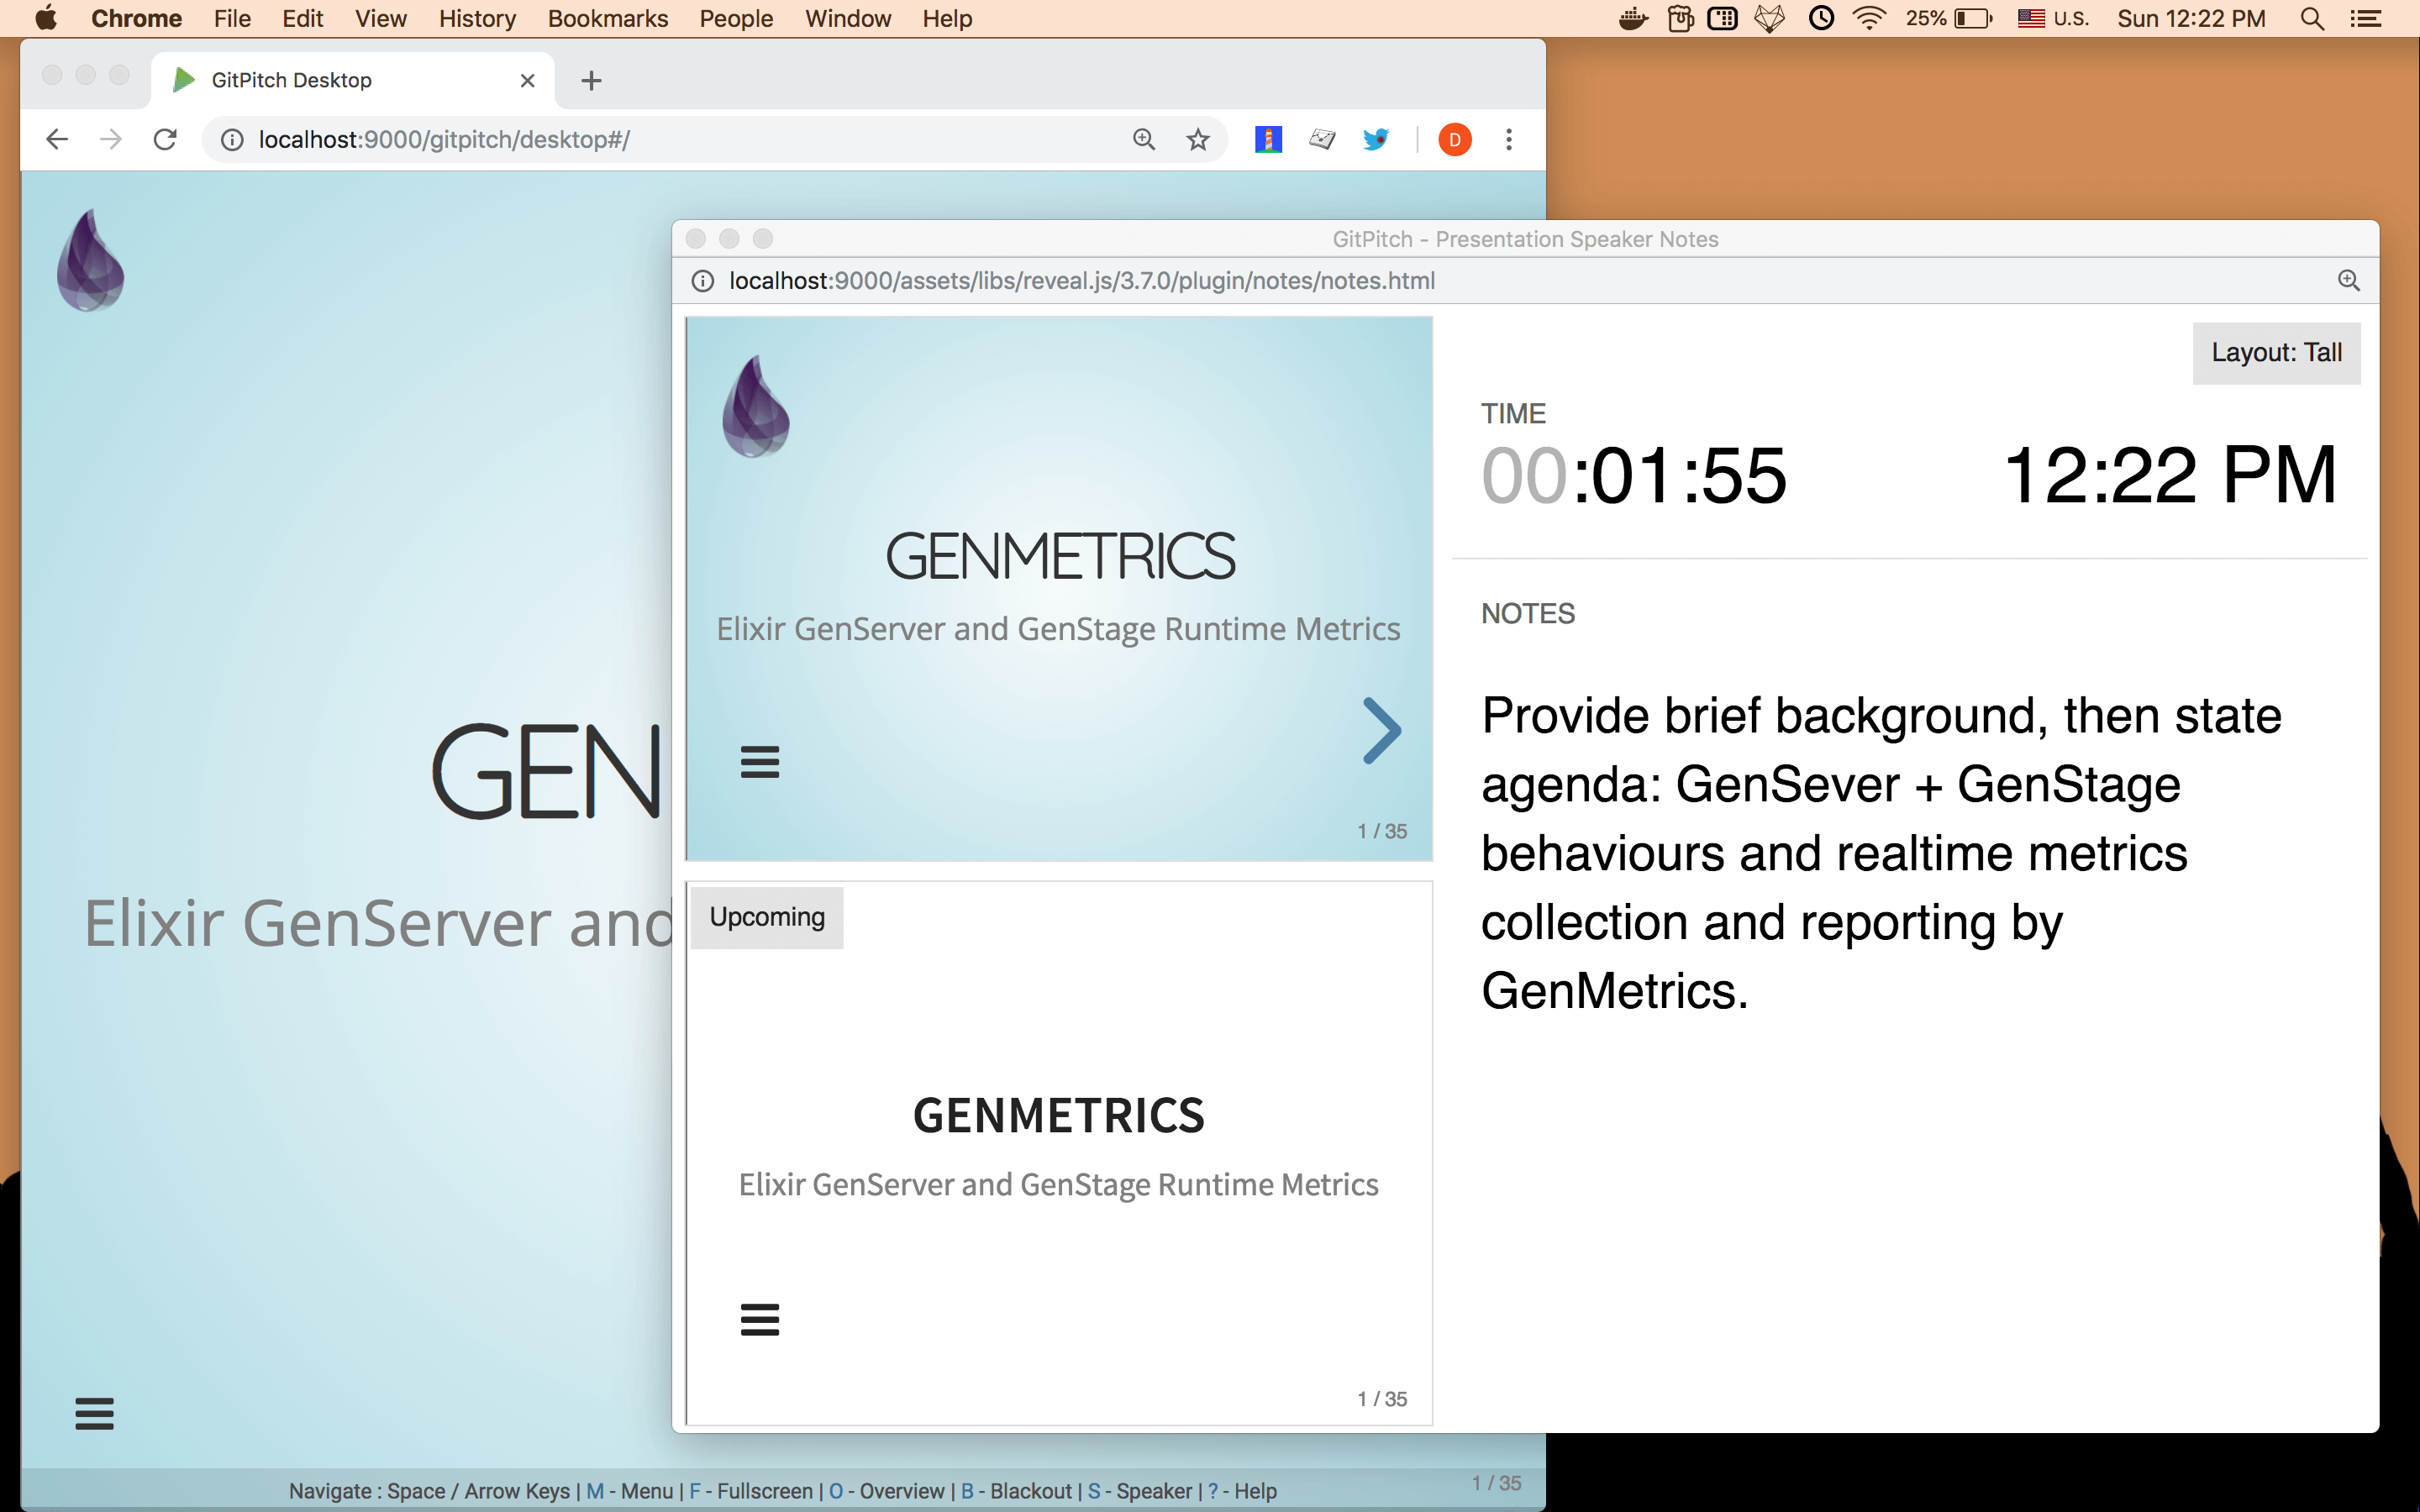 Chrome File Edit View History Bookmarks People Window Help 25% U.S. Sun 12:22 PM
GitPitch Desktop
localhost:9000/gitpitch/desktop#/
D
GitPitch - Presentation Speaker Notes
localhost:9000/assets/libs/reveal.js/3.7.0/plugin/notes/notes.html
GEN
Elixir GenServer and
GENMETRICS
Elixir GenServer and GenStage Runtime Metrics
1 / 35
Upcoming
GENMETRICS
Elixir GenServer and GenStage Runtime Metrics
1 / 35
Layout: Tall
TIME
00:01:55 12:22 PM
NOTES
Provide brief background, then state
agenda: GenSever + GenStage
behaviours and realtime metrics
collection and reporting by
GenMetrics.
Navigate : Space / Arrow Keys | M - Menu | F - Fullscreen | O - Overview | B - Blackout | S - Speaker | ? - Help
1 / 35